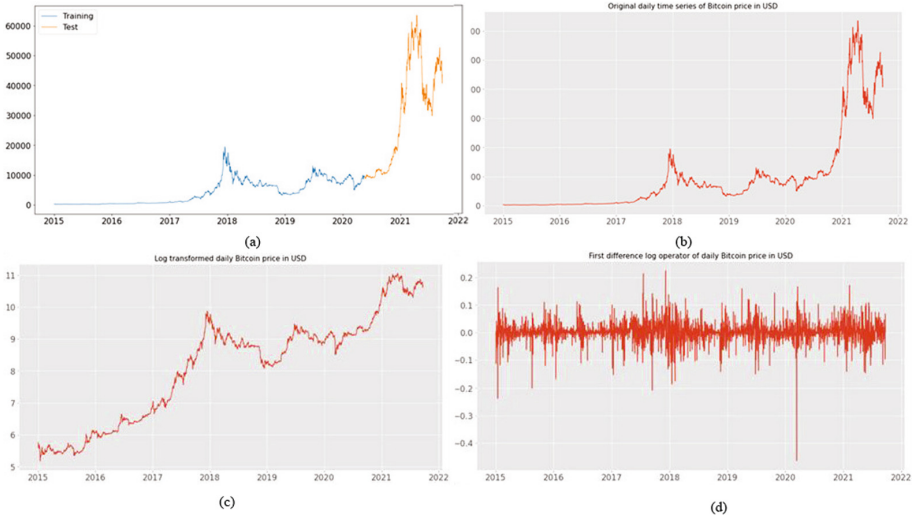 (a)
Training
Test
60000
50000
40000
30000
20000
10000
0
2015 2016 2017 2018 2019 2020 2021 2022
(a)
Original daily time series of Bitcoin price in USD
00
00
00
00
00
00
0
2015 2016 2017 2018 2019 2020 2021 2022
(b)
Log transformed daily Bitcoin price in USD
11
10
9
8
7
6
5
2015 2016 2017 2018 2019 2020 2021 2022
(c)
First difference log operator of daily Bitcoin price in USD
0.2
0.1
0.0
−0.1
−0.2
−0.3
−0.4
2015 2016 2017 2018 2019 2020 2021 2022
(d)